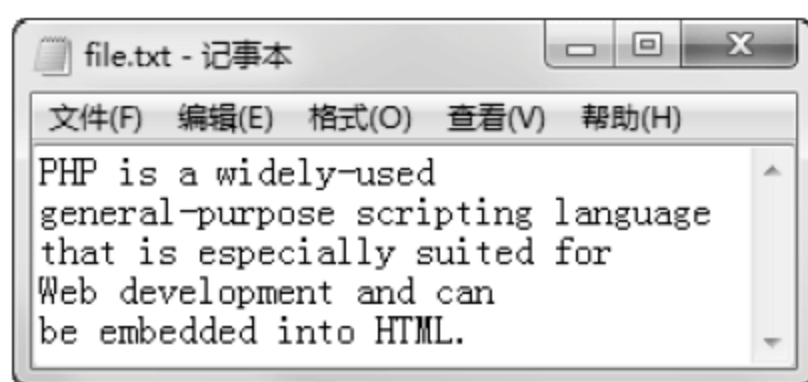 file.txt - 记事本
文件(F) 编辑(E) 格式(O) 查看(V) 帮助(H)
PHP is a widely-used
general-purpose scripting language
that is especially suited for
Web development and can
be embedded into HTML.